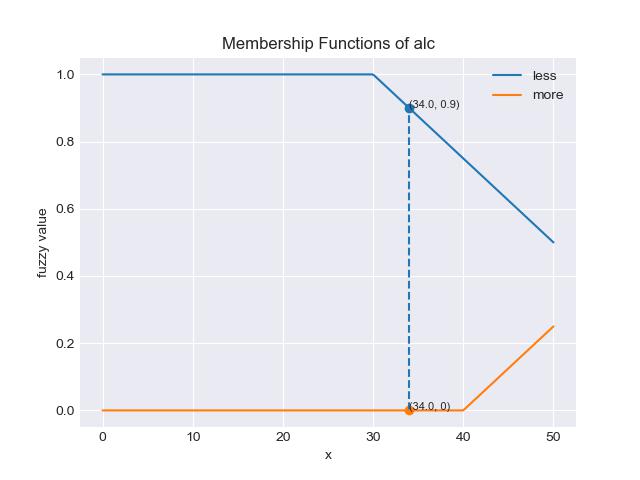 Membership Functions of alc
1.0
less
more
(34.0, 0.9)
0.8
0.6
fuzzy value
0.4
0.2
(34.0, 0)
0.0
0 10 20 30 40 50
x